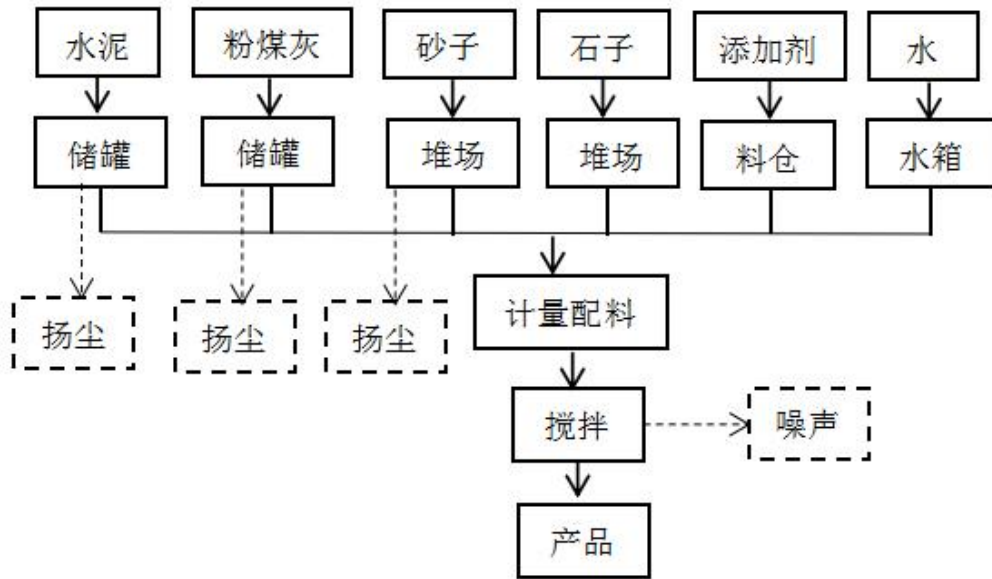 水泥
粉煤灰
砂子
石子
添加剂
水
储罐
储罐
堆场
堆场
料仓
水箱
扬尘
扬尘
扬尘
计量配料
搅拌
噪声
产品